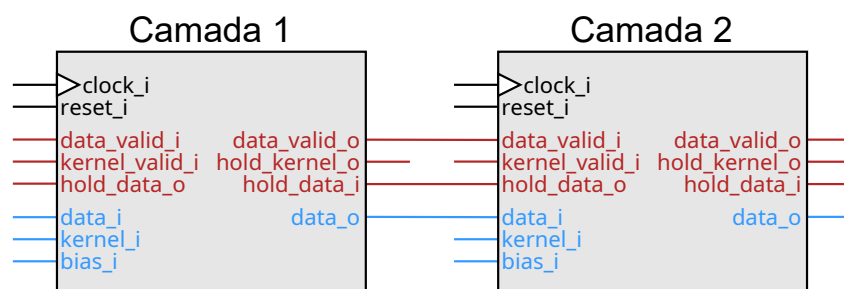 Camada 1
clock_i
reset_i
data_valid_i data_valid_o
kernel_valid_i hold_kernel_o
hold_data_o hold_data_i
data_i data_o
kernel_i
bias_i
Camada 2
clock_i
reset_i
data_valid_i data_valid_o
kernel_valid_i hold_kernel_o
hold_data_o hold_data_i
data_i data_o
kernel_i
bias_i